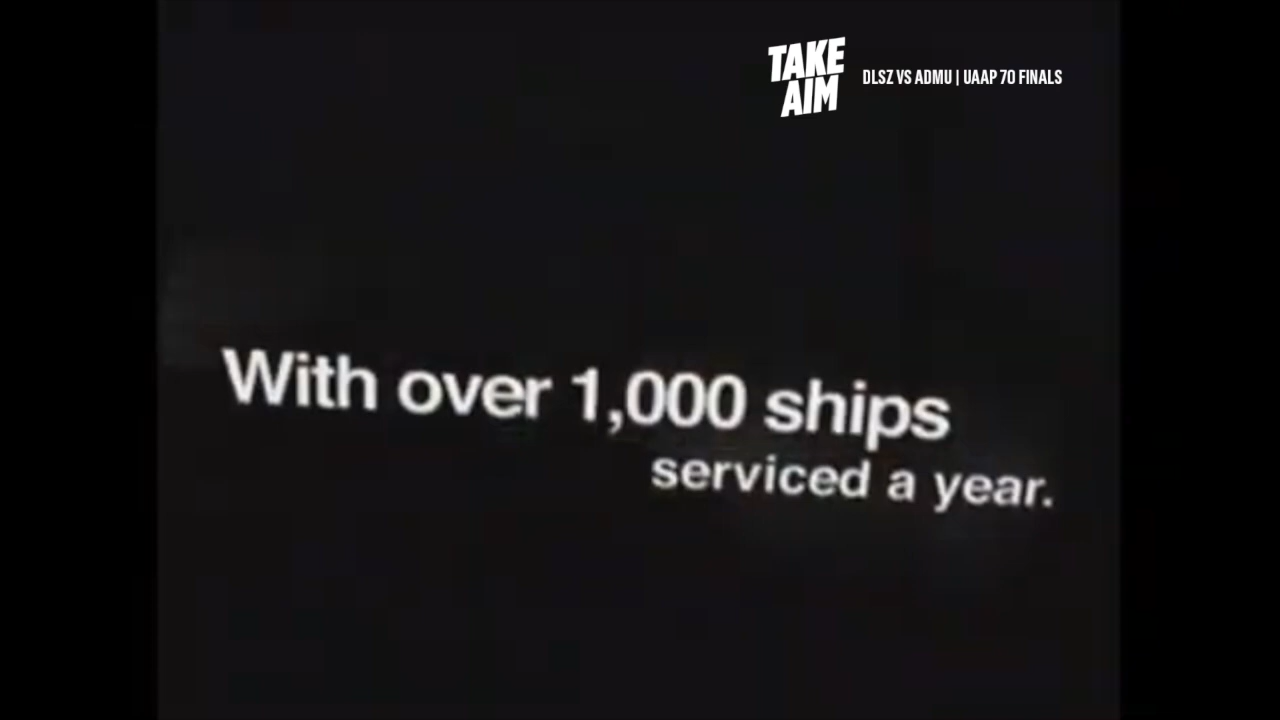 TAKE
AIM
DLSZ VS ADMU | UAAP 70 FINALS
With over 1,000 ships
serviced a year.